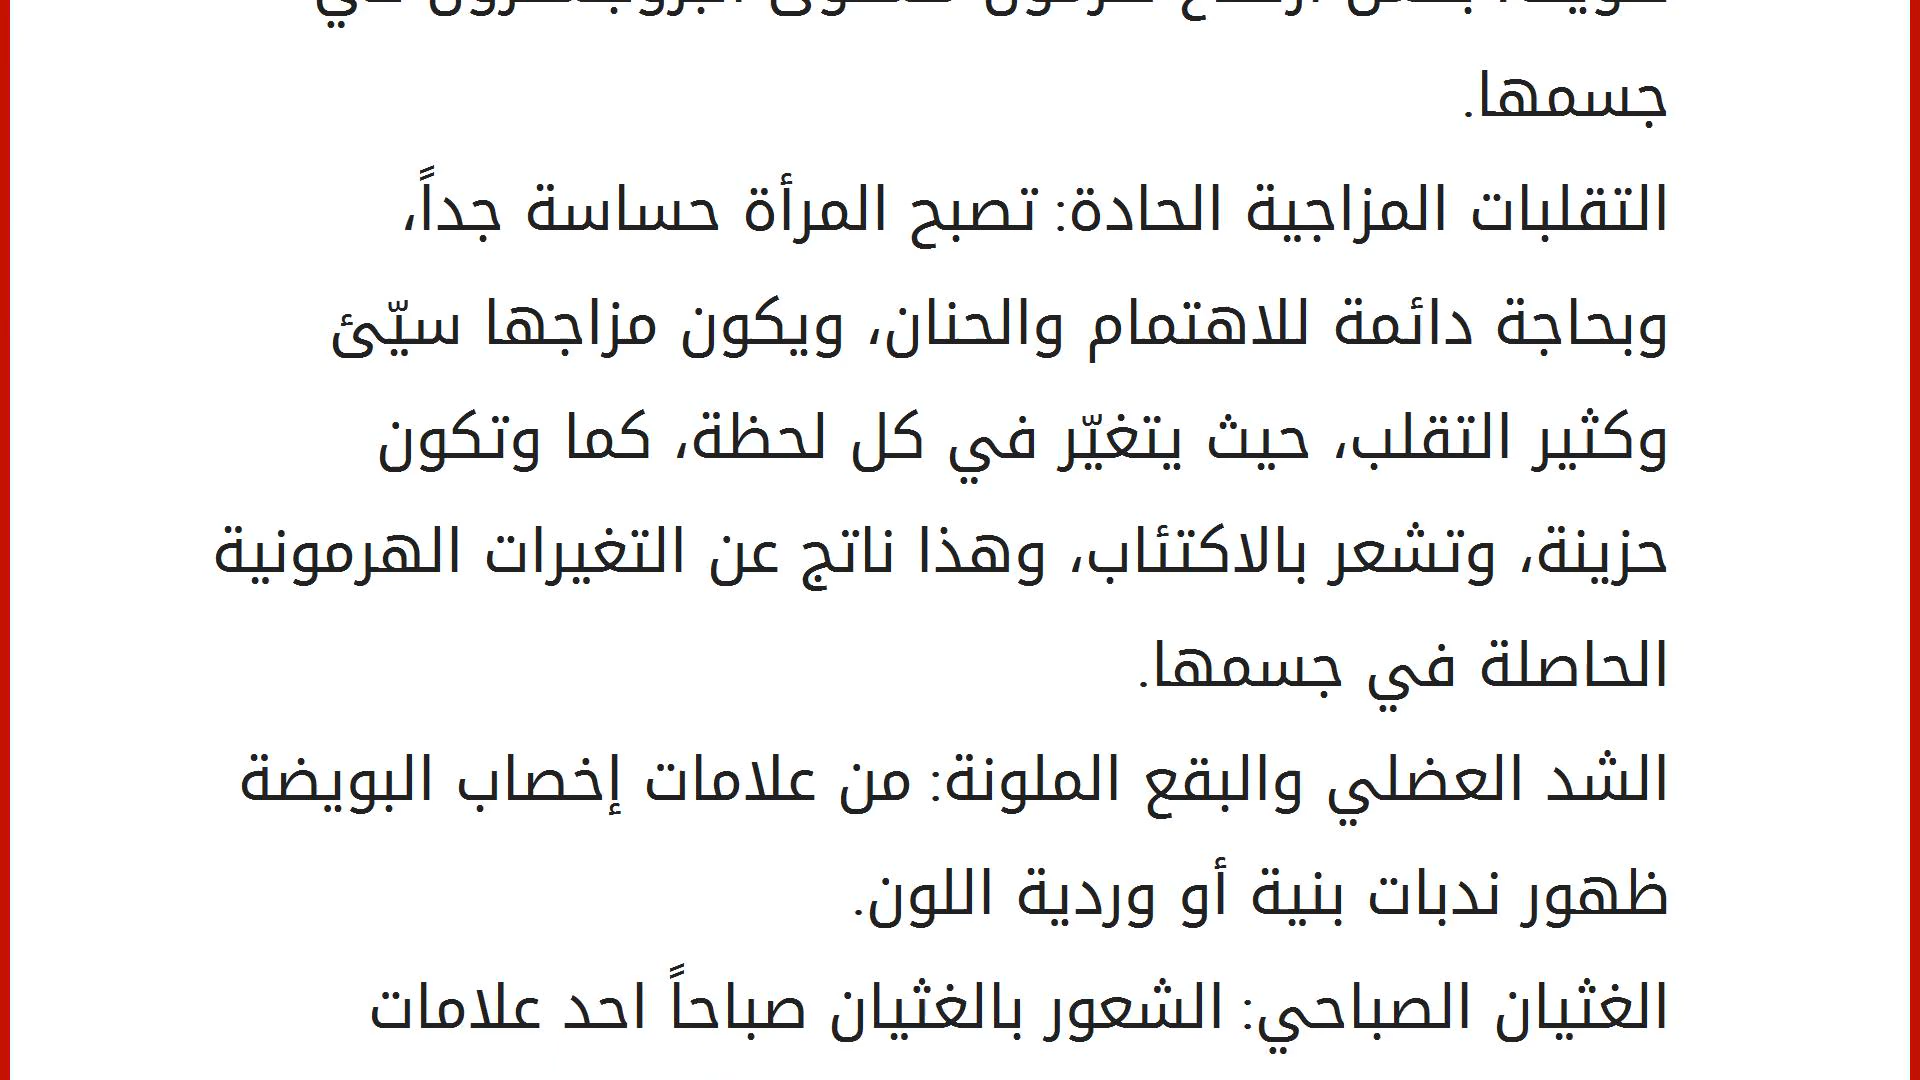 جسمها.
التقلبات المزاجية الحادة: تصبح المرأة حساسة جداً،
وبحاجة دائمة للاهتمام والحنان، ويكون مزاجها سيّئ
وكثير التقلب، حيث يتغيّر في كل لحظة، كما وتكون
حزينة، وتشعر بالاكتئاب، وهذا ناتج عن التغيرات الهرمونية
الحاصلة في جسمها.
الشد العضلي والبقع الملونة: من علامات إخصاب البويضة
ظهور ندبات بنية أو وردية اللون.
الغثيان الصباحي: الشعور بالغثيان صباحاً احد علامات